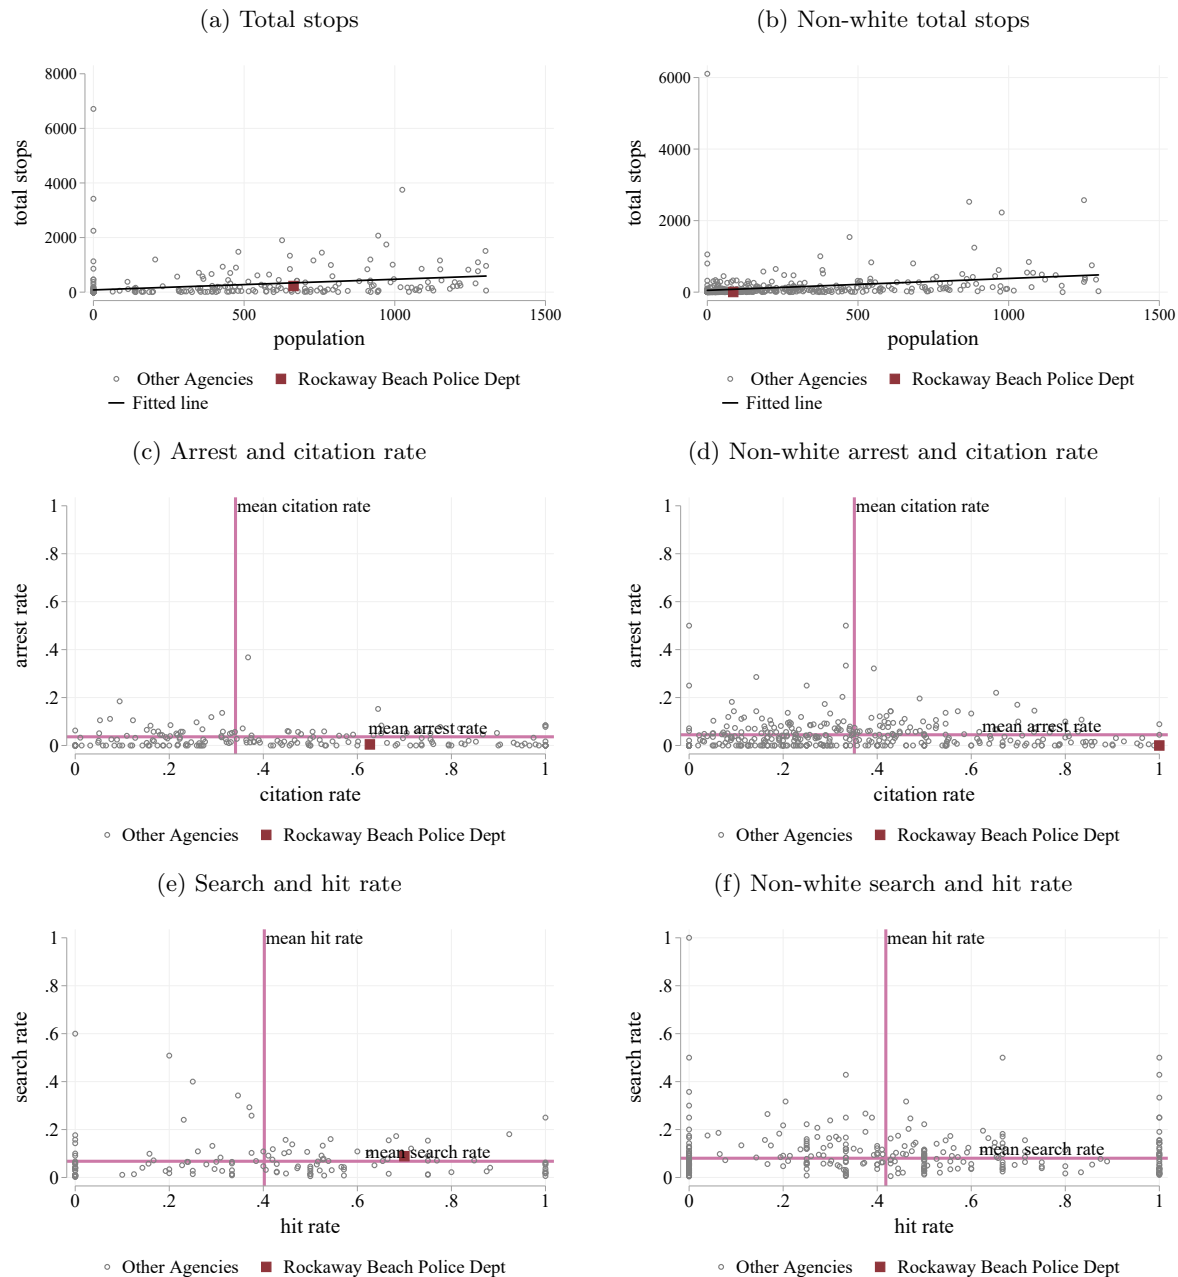 (a) Total stops
(b) Non-white total stops
8000
6000
4000
2000
0
total stops
0 500 1000 1500
population
Other Agencies Rockaway Beach Police Dept
Fitted line
6000
4000
2000
0
total stops
0 500 1000 1500
population
Other Agencies Rockaway Beach Police Dept
Fitted line
(c) Arrest and citation rate
(d) Non-white arrest and citation rate
1
.8
.6
.4
.2
0
arrest rate
mean citation rate
mean arrest rate
0 .2 .4 .6 .8 1
citation rate
Other Agencies Rockaway Beach Police Dept
1
.8
.6
.4
.2
0
arrest rate
mean citation rate
mean arrest rate
0 .2 .4 .6 .8 1
citation rate
Other Agencies Rockaway Beach Police Dept
(e) Search and hit rate
(f) Non-white search and hit rate
1
.8
.6
.4
.2
0
search rate
mean hit rate
mean search rate
0 .2 .4 .6 .8 1
hit rate
Other Agencies Rockaway Beach Police Dept
1
.8
.6
.4
.2
0
search rate
mean hit rate
mean search rate
0 .2 .4 .6 .8 1
hit rate
Other Agencies Rockaway Beach Police Dept